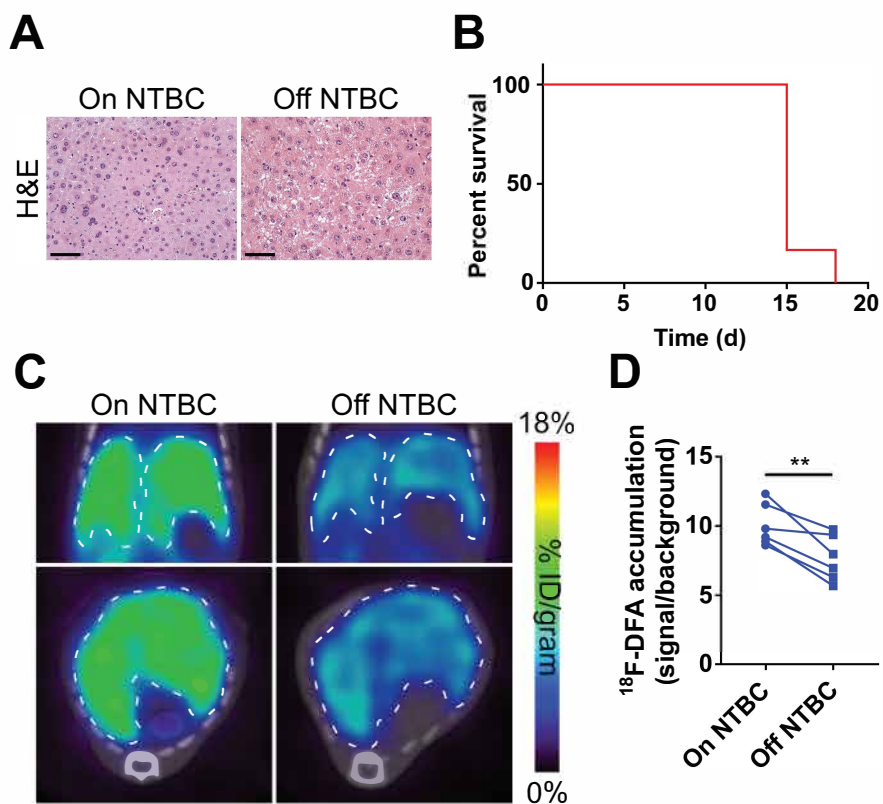 A
On NTBC
Off NTBC
H&E
B
Percent survival
100
50
0
0
5
10
15
20
Time (d)
C
On NTBC
Off NTBC
18%
% ID/gram
0%
D
¹⁸F-DFA accumulation
(signal/background)
15
10
5
0
**
On NTBC
Off NTBC